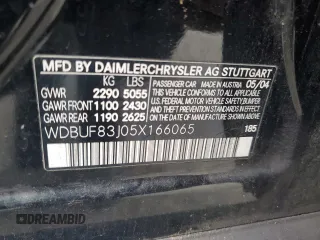 MFD BY DAIMLERCHRYSLER AG STUTTGART
KG LBS PASSENGER CAR MADE IN AUSTRIA 05/04
GVWR 2290 5055
GAWR FRONT 1100 2430
GAWR REAR 1190 2625
THIS VEHICLE CONFORMS TO ALL APPLICABLE U.S. FEDERAL MOTOR VEHICLE SAFETY BUMPER AND THEFT PREVENTION STANDARDS IN EFFECT ON THE DATE OF MANUFACTURE SHOWN ABOVE
WDBUF83J05X166065
185
DREAMBID